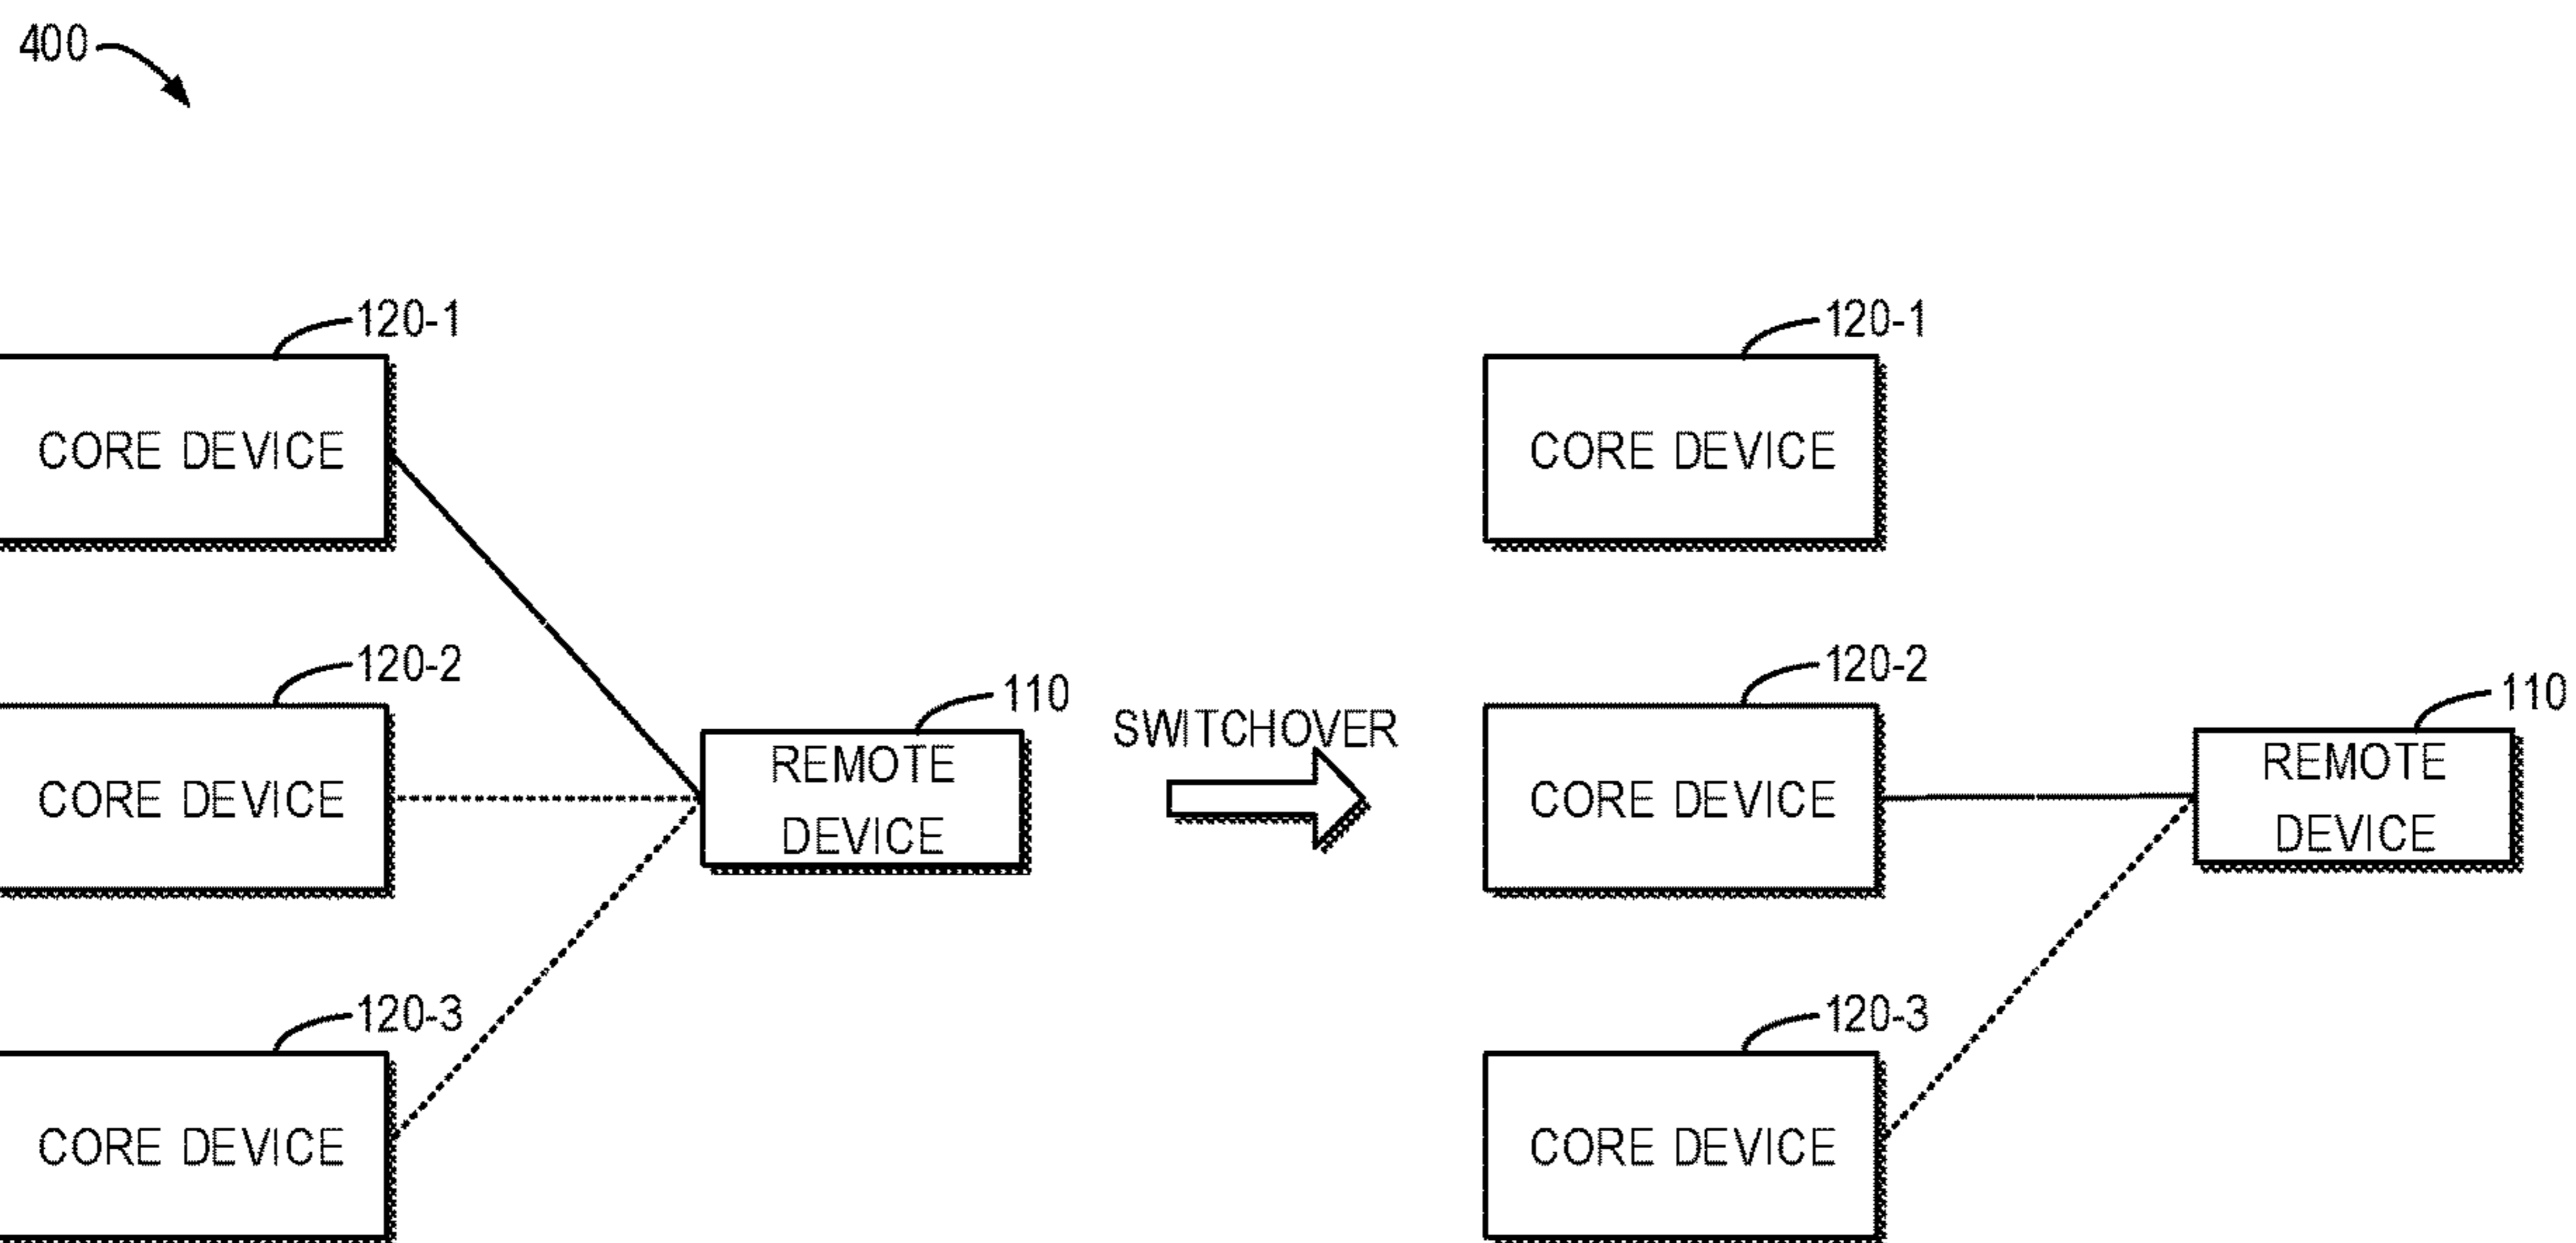 400
120-1
CORE DEVICE
120-2
CORE DEVICE
120-3
CORE DEVICE
110
REMOTE
DEVICE
SWITCHOVER
120-1
CORE DEVICE
120-2
CORE DEVICE
120-3
CORE DEVICE
110
REMOTE
DEVICE